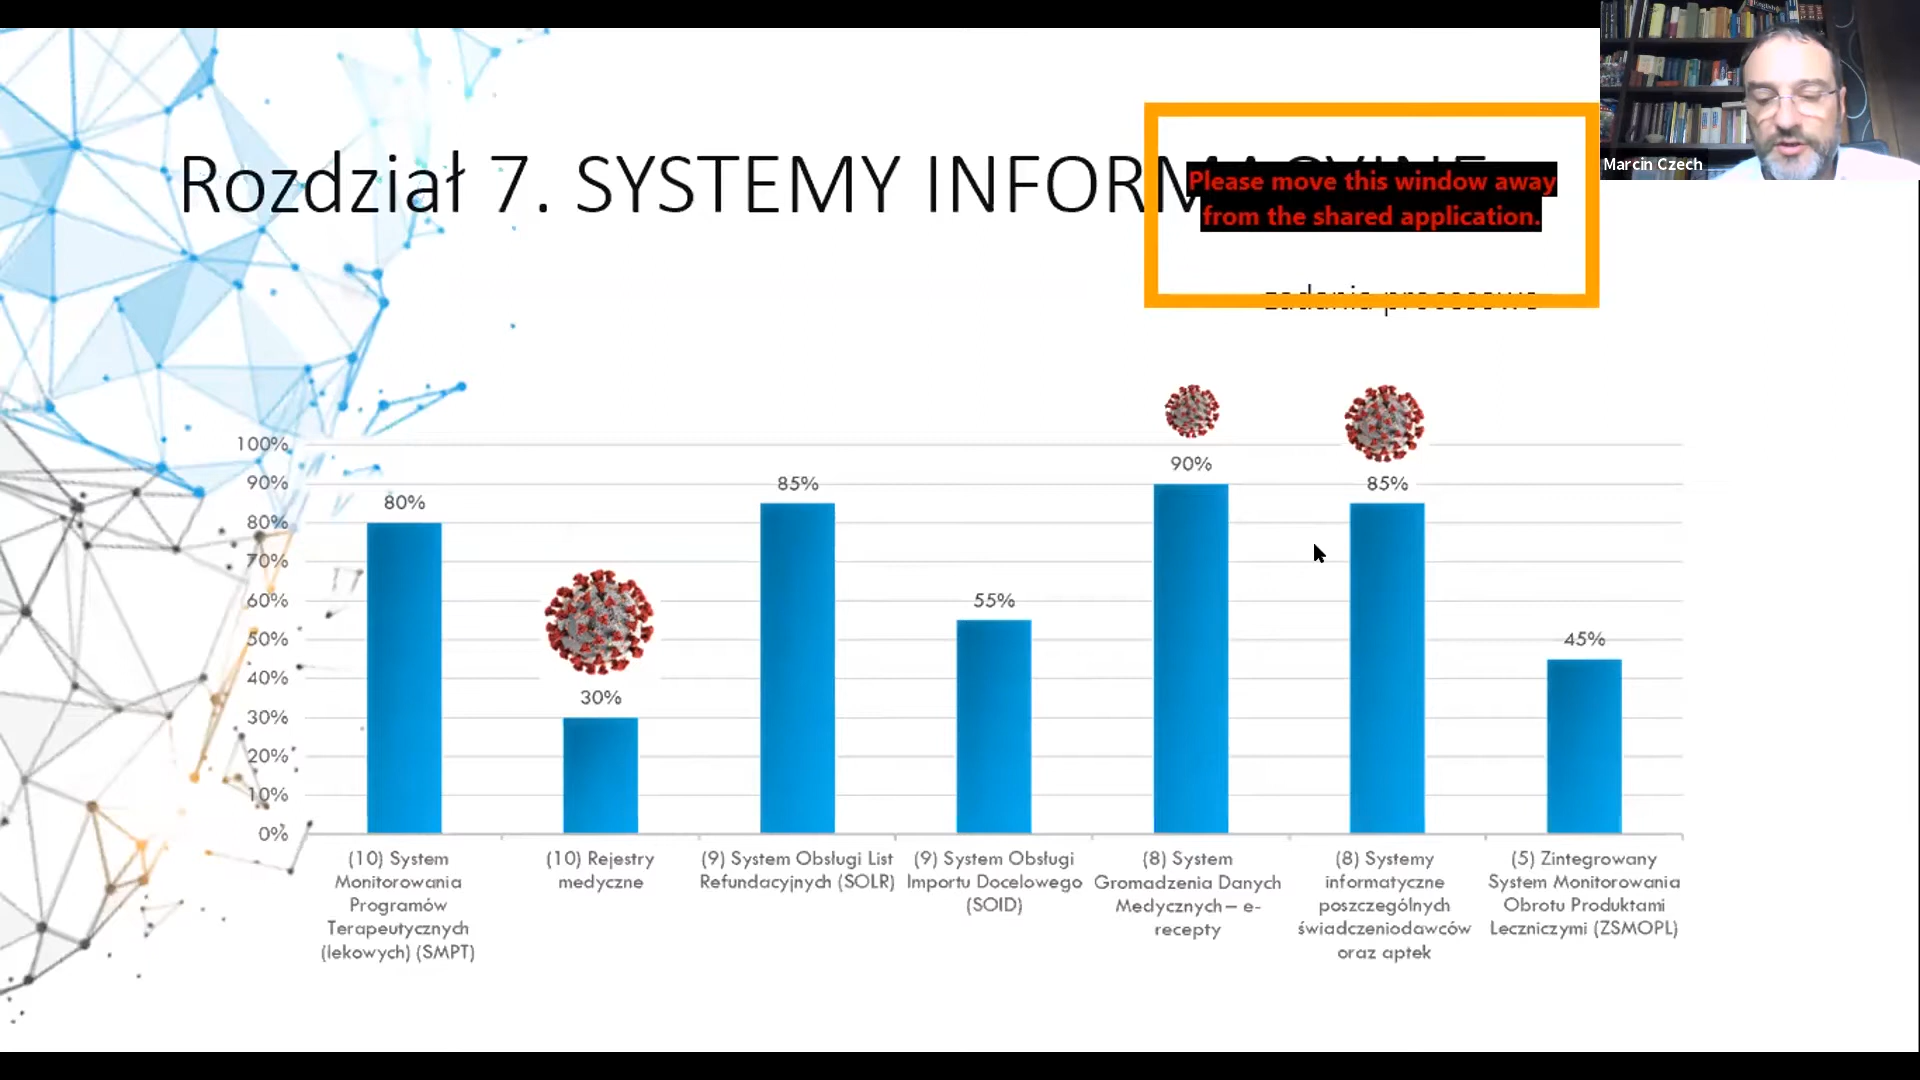 Marcin Czech
Rozdział 7. SYSTEMY INFORMACYJNE
Please move this window away
from the shared application.
zadania procesowe
100%
90%
80%
70%
60%
50%
40%
30%
20%
10%
0%
80%
30%
85%
55%
90%
85%
45%
(10) System
Monitorowania
Programów
Terapeutycznych
(lekowych) (SMPT)
(10) Rejestry
medyczne
(9) System Obsługi List
Refundacyjnych (SOLR)
(9) System Obsługi
Importu Docelowego
(SOID)
(8) System
Gromadzenia Danych
Medycznych – e-
recepty
(8) Systemy
informatyczne
poszczególnych
świadczeniodawców
oraz aptek
(5) Zintegrowany
System Monitorowania
Obrotu Produktami
Leczniczymi (ZSMOPL)